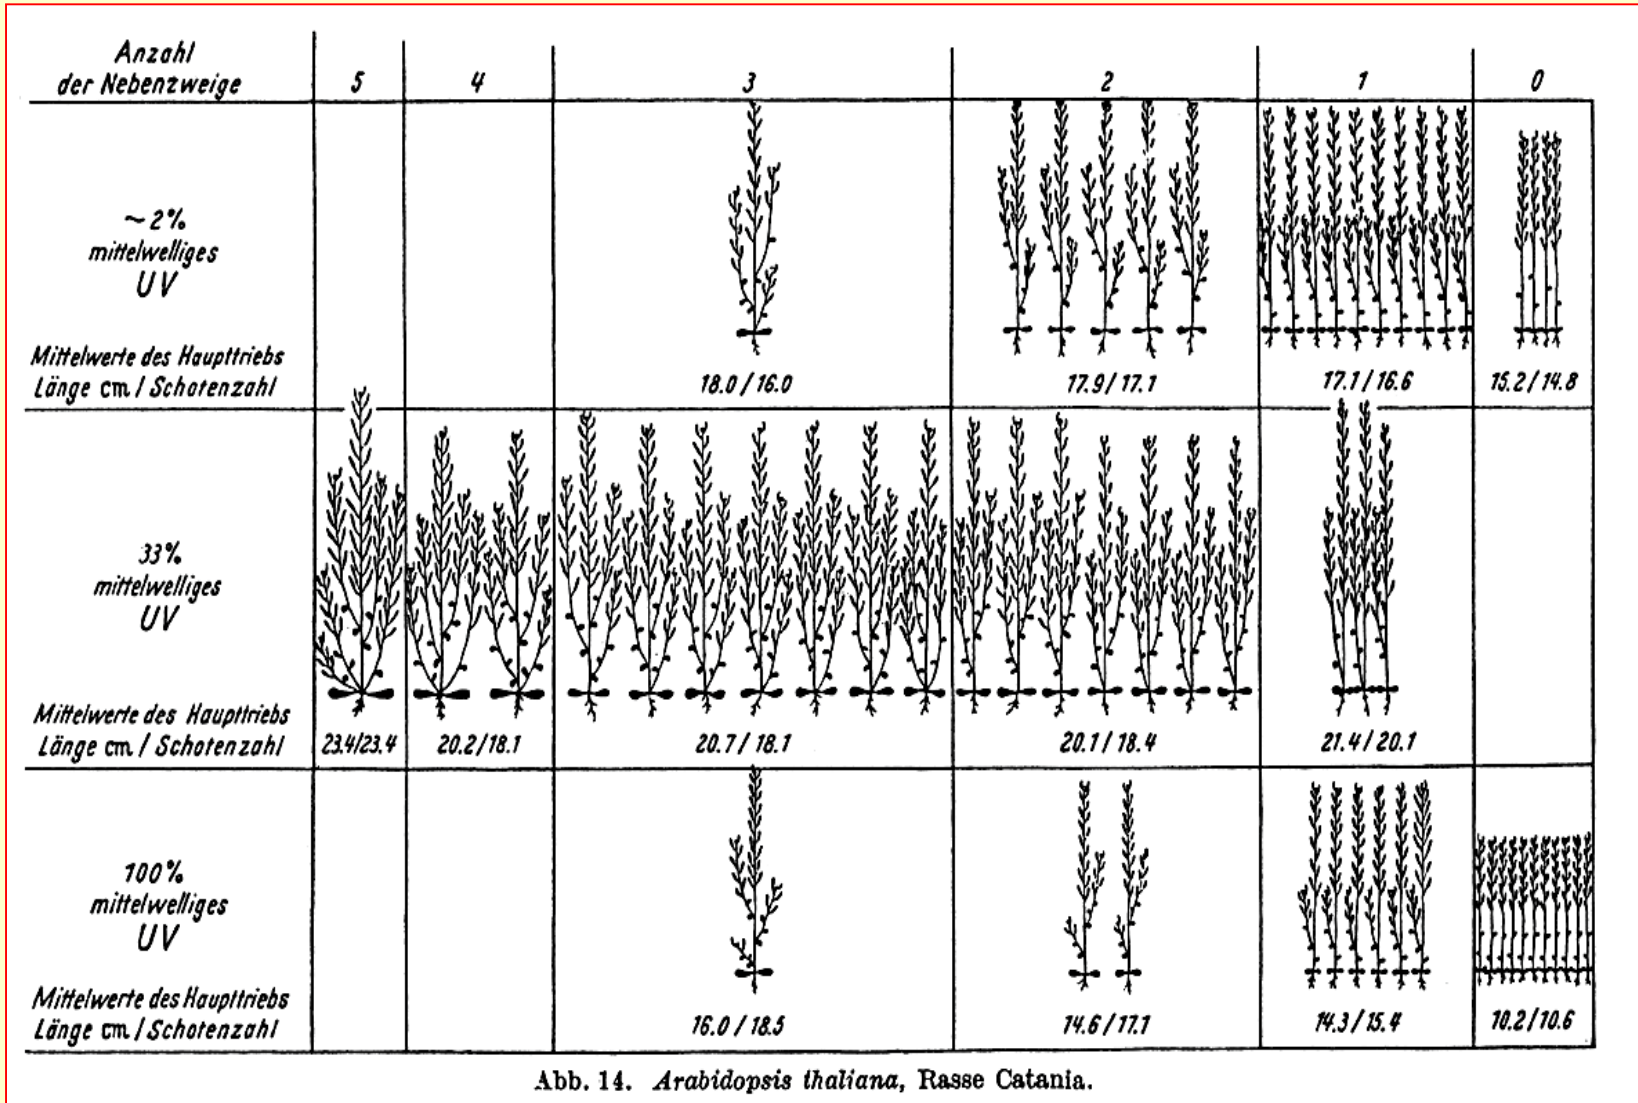 Anzahl
der Nebenzweige 5 4 3 2 1 0
~2%
mittelwelliges
UV
Mittelwerte des Haupttriebs
Länge cm / Schotenzahl 18.0/16.0 17.9/17.1 17.1/16.6 15.2/14.8
33%
mittelwelliges
UV
Mittelwerte des Haupttriebs
Länge cm / Schotenzahl 23.4/23.4 20.2/18.1 20.7/18.1 20.1/18.4 21.4/20.1
100%
mittelwelliges
UV
Mittelwerte des Haupttriebs
Länge cm / Schotenzahl 16.0/18.5 14.6/17.1 14.3/15.4 10.2/10.6
Abb. 14. Arabidopsis thaliana, Rasse Catania.